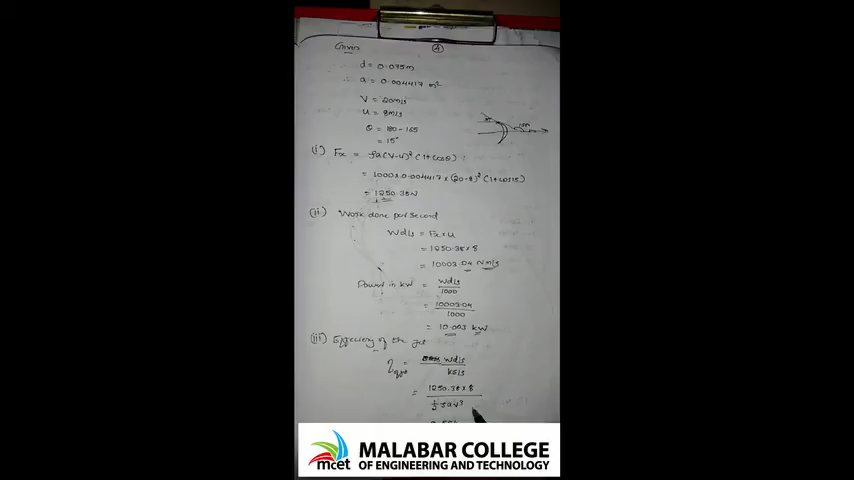 Given
4
d = 0.075m
∴ a = 0.004417 m²
V = 20m/s
u = 8m/s
θ = 180-165
= 15°
(i) Fx = ρa(V-u)² (1+cosθ)
= 1000×0.004417×(20-8)² (1+cos15)
= 1250.38N
(ii) Work done per second
Wd/s = Fx × u
= 1250.38×8
= 10003.04 Nm/s
Power in kW = Wd/s
1000
= 10003.04
1000
= 10.003 kW
(iii) Efficiency of the jet
ηjet = Wd/s
KE/s
= 1250.38×8
½ρav³
mcet
MALABAR COLLEGE
OF ENGINEERING AND TECHNOLOGY